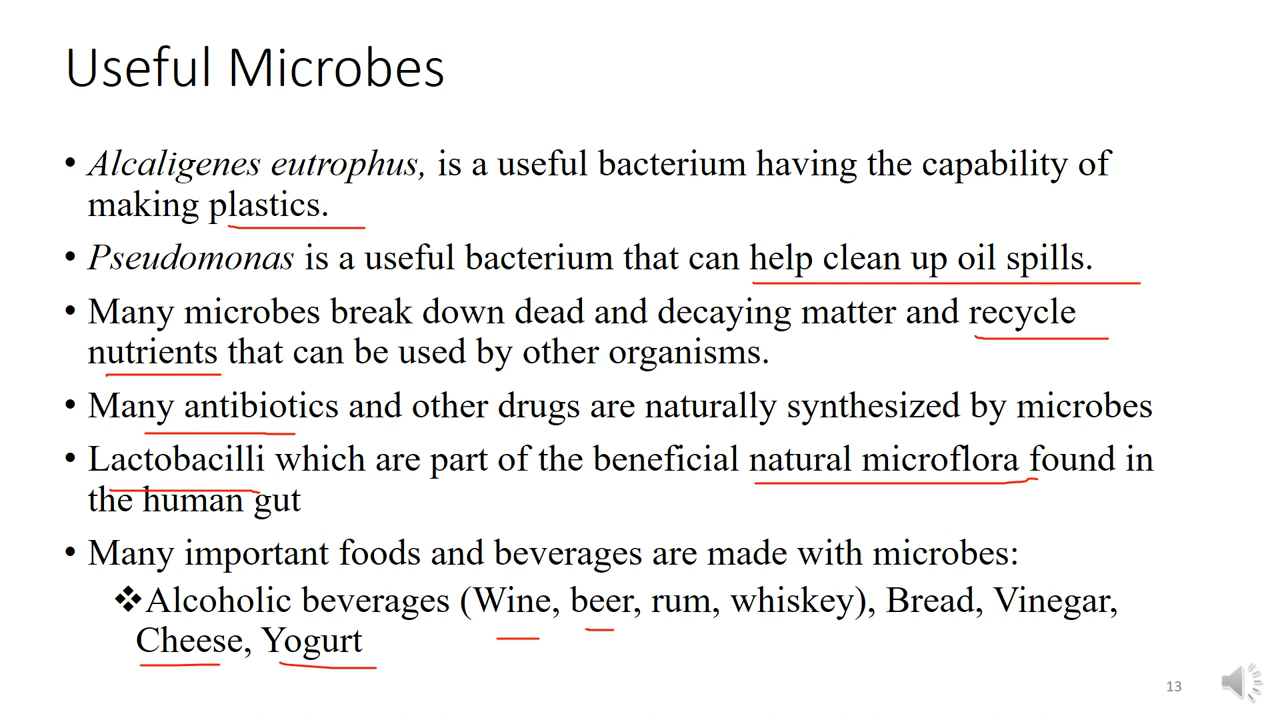 Useful Microbes
• Alcaligenes eutrophus, is a useful bacterium having the capability of
making plastics.
• Pseudomonas is a useful bacterium that can help clean up oil spills.
• Many microbes break down dead and decaying matter and recycle
nutrients that can be used by other organisms.
• Many antibiotics and other drugs are naturally synthesized by microbes
• Lactobacilli which are part of the beneficial natural microflora found in
the human gut
• Many important foods and beverages are made with microbes:
❖Alcoholic beverages (Wine, beer, rum, whiskey), Bread, Vinegar,
Cheese, Yogurt
13